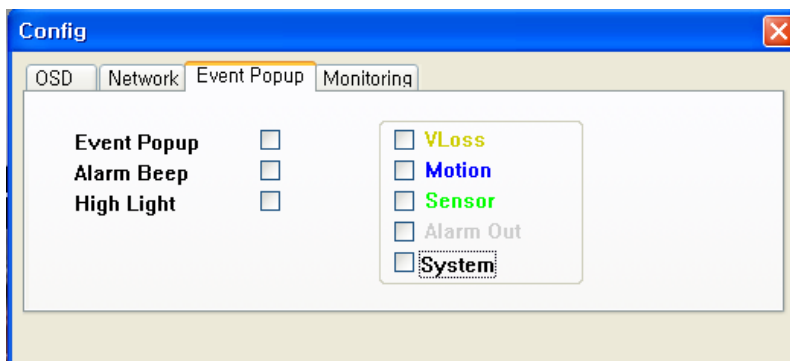 Config
OSD Network Event Popup Monitoring
Event Popup
Alarm Beep
High Light
VLoss
Motion
Sensor
Alarm Out
System